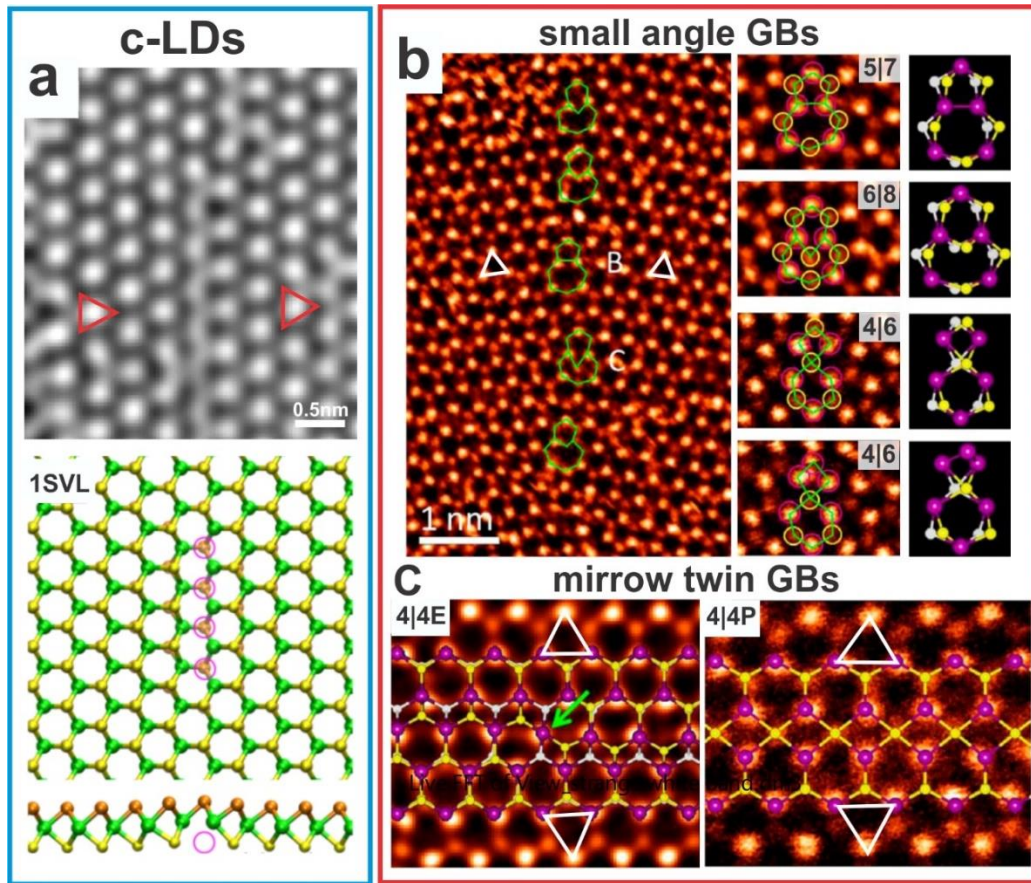 c-LDs
a
0.5nm
1SVL
small angle GBs
b
B
C
1 nm
5|7
6|8
4|6
4|6
C
mirrow twin GBs
4|4E
4|4P